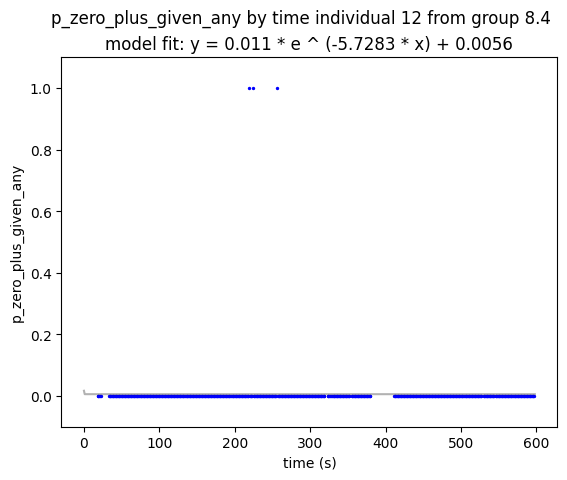 p_zero_plus_given_any by time individual 12 from group 8.4
model fit: y = 0.011 * e ^ (-5.7283 * x) + 0.0056
1.0
0.8
0.6
0.4
0.2
0.0
p_zero_plus_given_any
0 100 200 300 400 500 600
time (s)